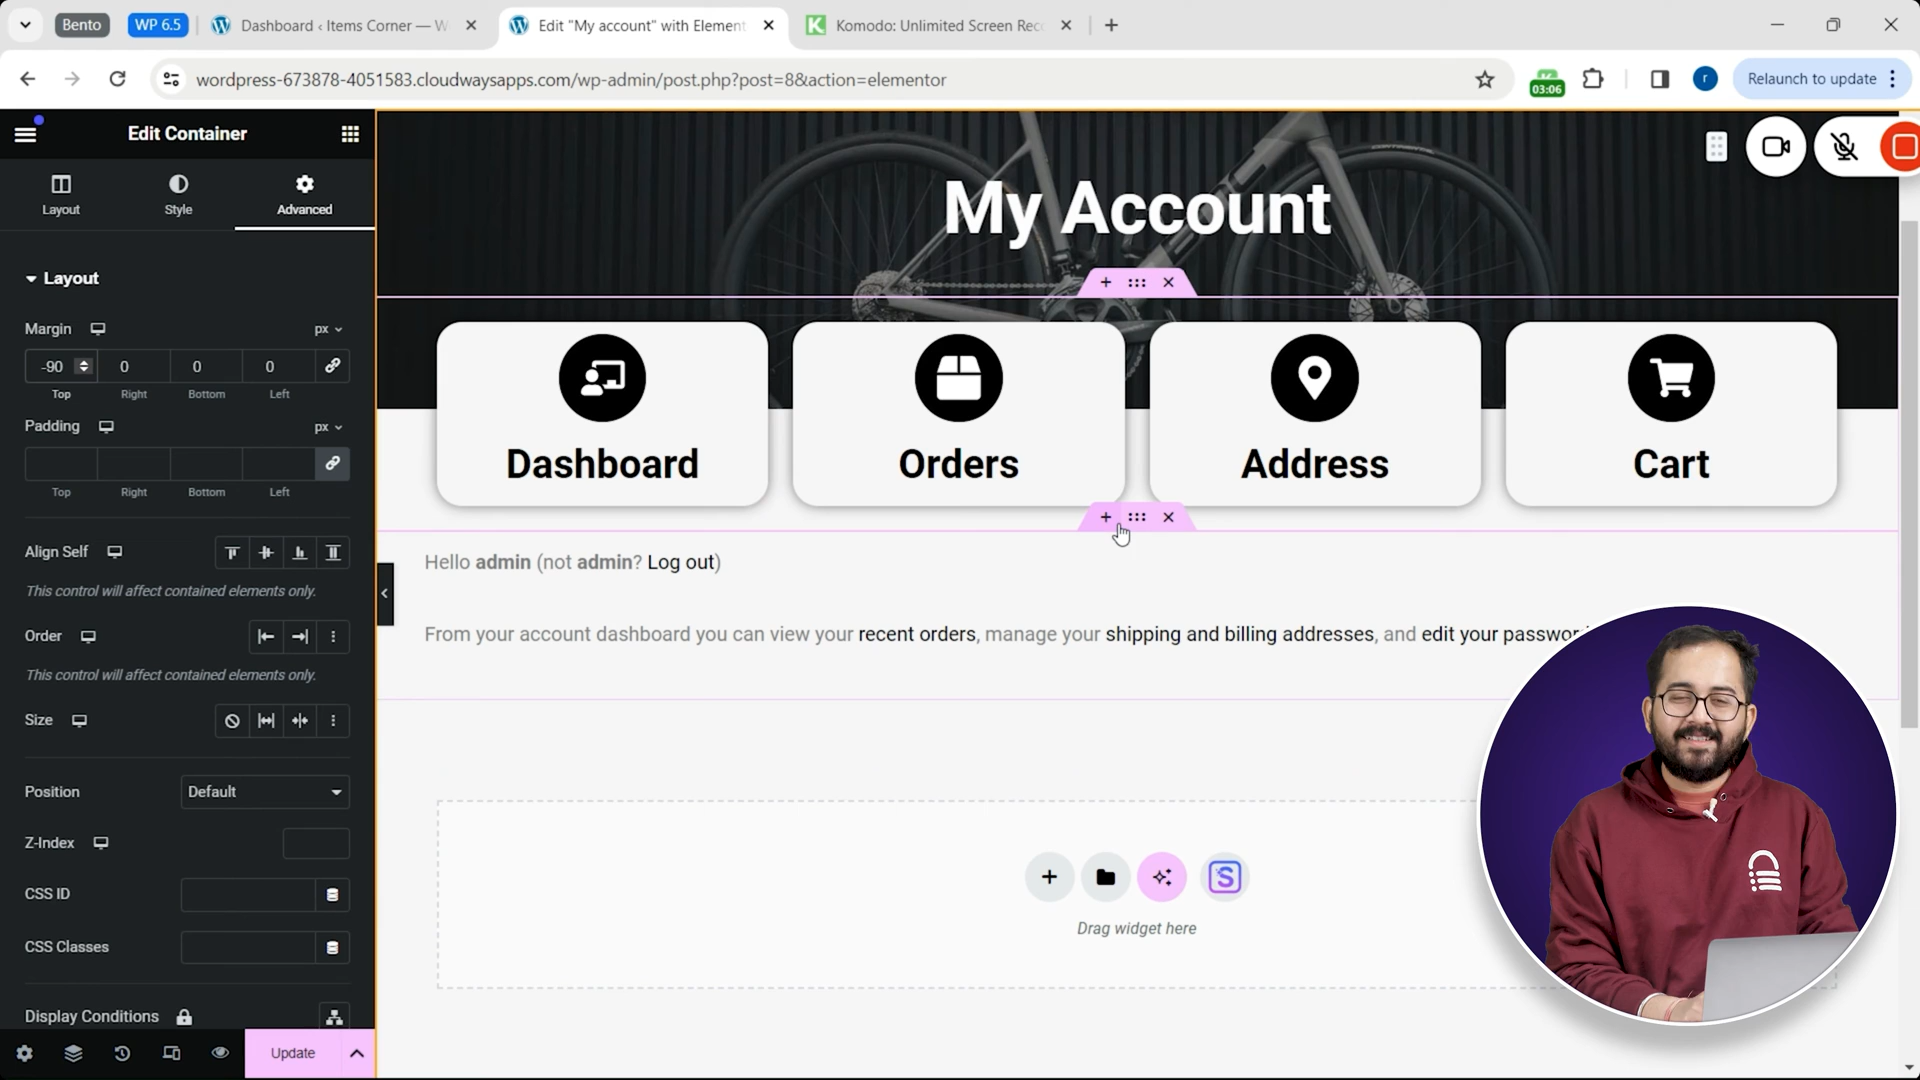 Bento
WP 6.5
Dashboard ‹ Items Corner — W
Edit "My account" with Element
Komodo: Unlimited Screen Rec
wordpress-673878-4051583.cloudwaysapps.com/wp-admin/post.php?post=8&action=elementor
03:06
r
Relaunch to update
Edit Container
Layout
Style
Advanced
Layout
Margin
px
-90
0
0
0
Top
Right
Bottom
Left
Padding
px
Top
Right
Bottom
Left
Align Self
This control will affect contained elements only.
Order
This control will affect contained elements only.
Size
Position
Default
Z-Index
CSS ID
CSS Classes
Display Conditions
Update
My Account
Dashboard
Orders
Address
Cart
Hello admin (not admin? Log out)
From your account dashboard you can view your recent orders, manage your shipping and billing addresses, and edit your
Drag widget here